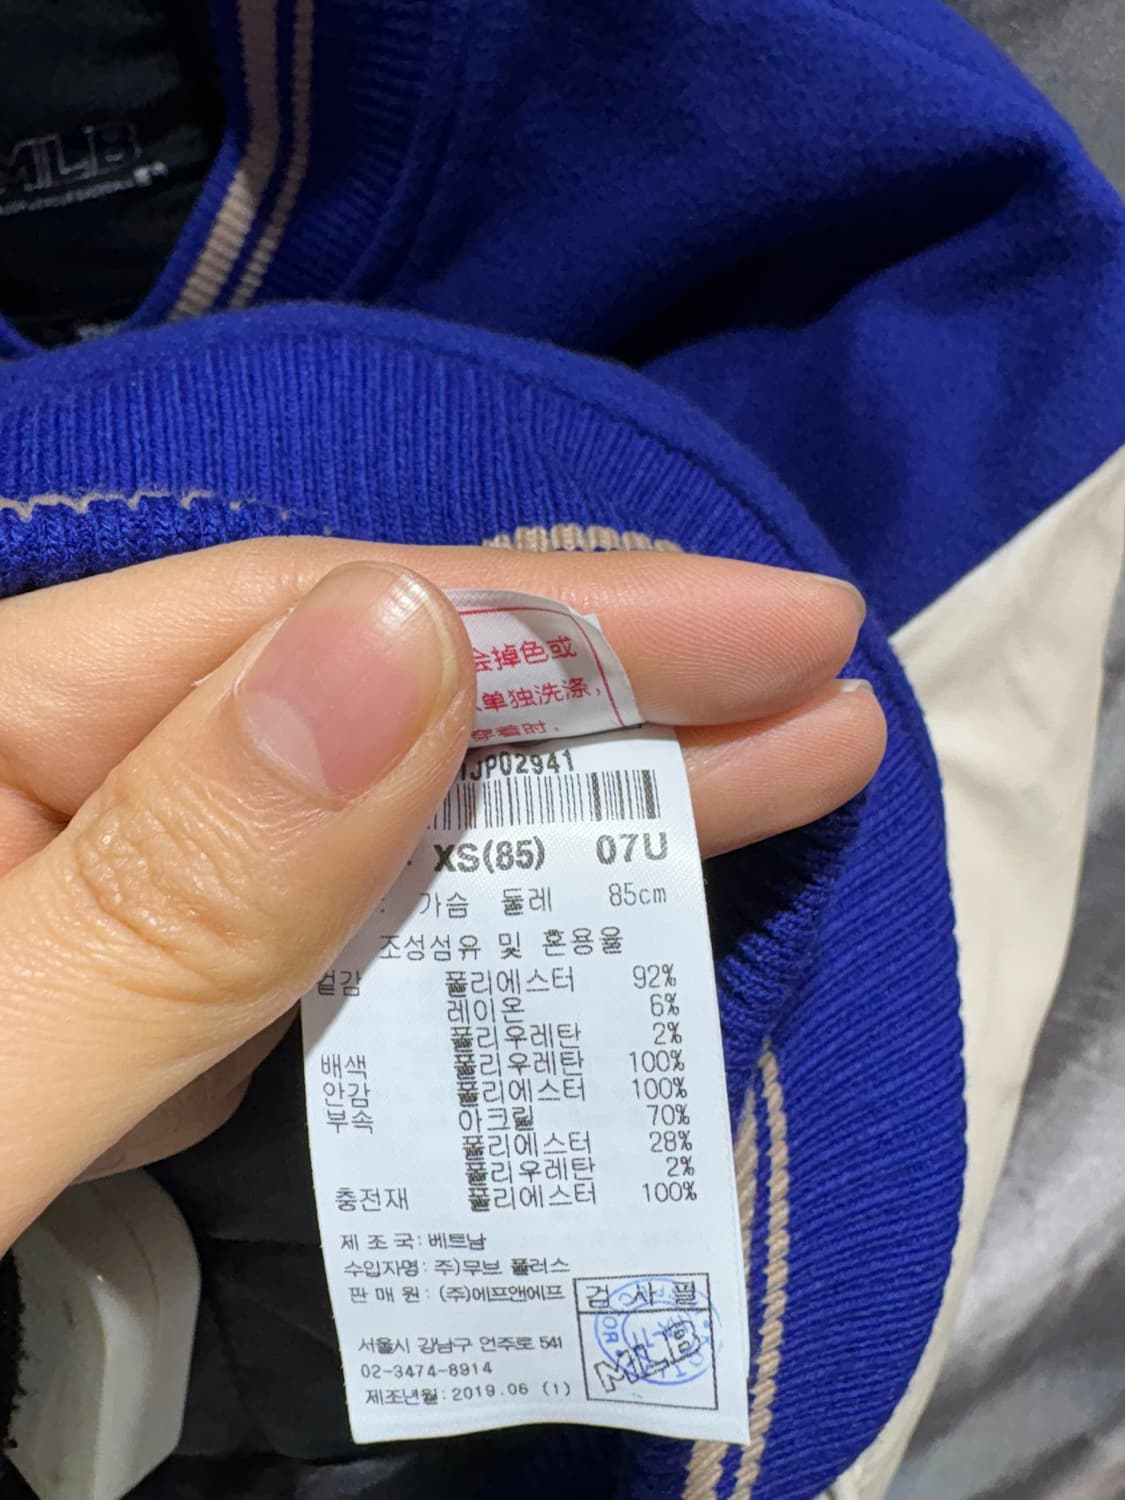 MLB
会掉色或
单独洗涤，
穿着时，
JP02941
XS(85) 07U
: 가슴 둘레 85cm
조성섬유 및 혼용율
겉감 폴리에스터 92%
레이온 6%
폴리우레탄 2%
배색 폴리우레탄 100%
안감 폴리에스터 100%
부속 아크릴 70%
폴리에스터 28%
폴리우레탄 2%
충전재 폴리에스터 100%
제 조 국: 베트남
수입자명: 주)무브 플러스
판 매 원: (주)에프앤에프
검 사 필
MLB
서울시 강남구 언주로 541
02-3474-8914
제조년월: 2019.06 (1)